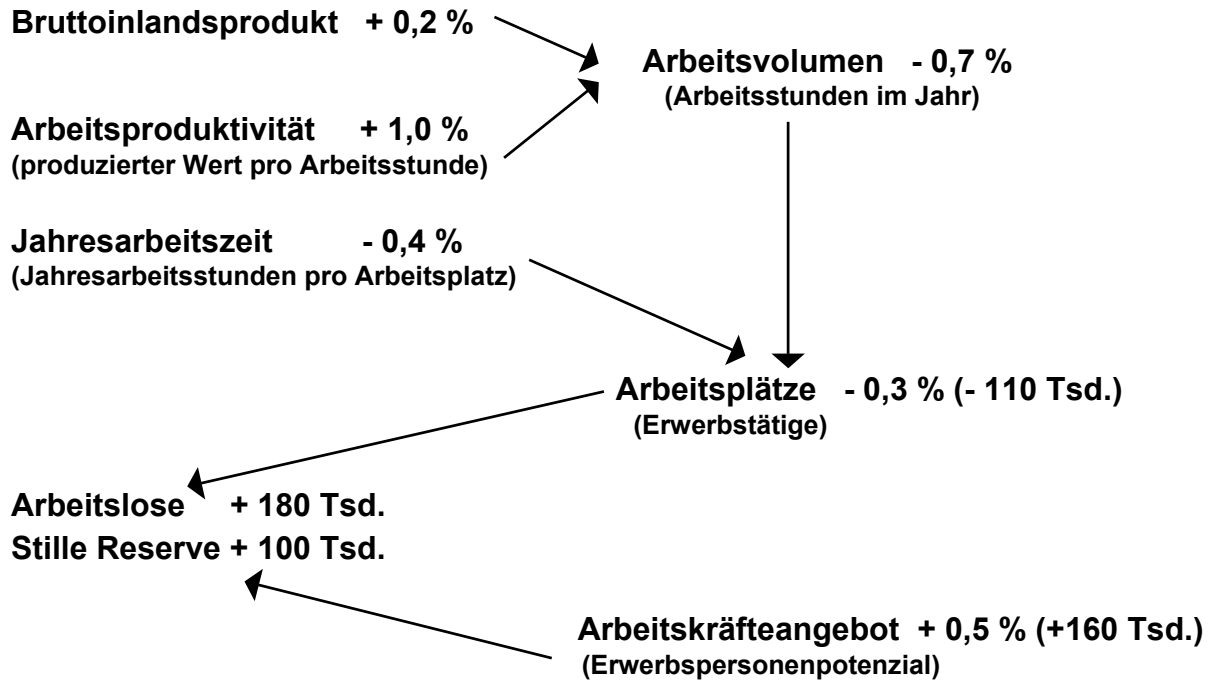 Bruttoinlandsprodukt + 0,2 %
Arbeitsvolumen - 0,7 %
(Arbeitsstunden im Jahr)
Arbeitsproduktivität + 1,0 %
(produzierter Wert pro Arbeitsstunde)
Jahresarbeitszeit - 0,4 %
(Jahresarbeitsstunden pro Arbeitsplatz)
Arbeitsplätze - 0,3 % (- 110 Tsd.)
(Erwerbstätige)
Arbeitslose + 180 Tsd.
Stille Reserve + 100 Tsd.
Arbeitskräfteangebot + 0,5 % (+160 Tsd.)
(Erwerbspersonenpotenzial)